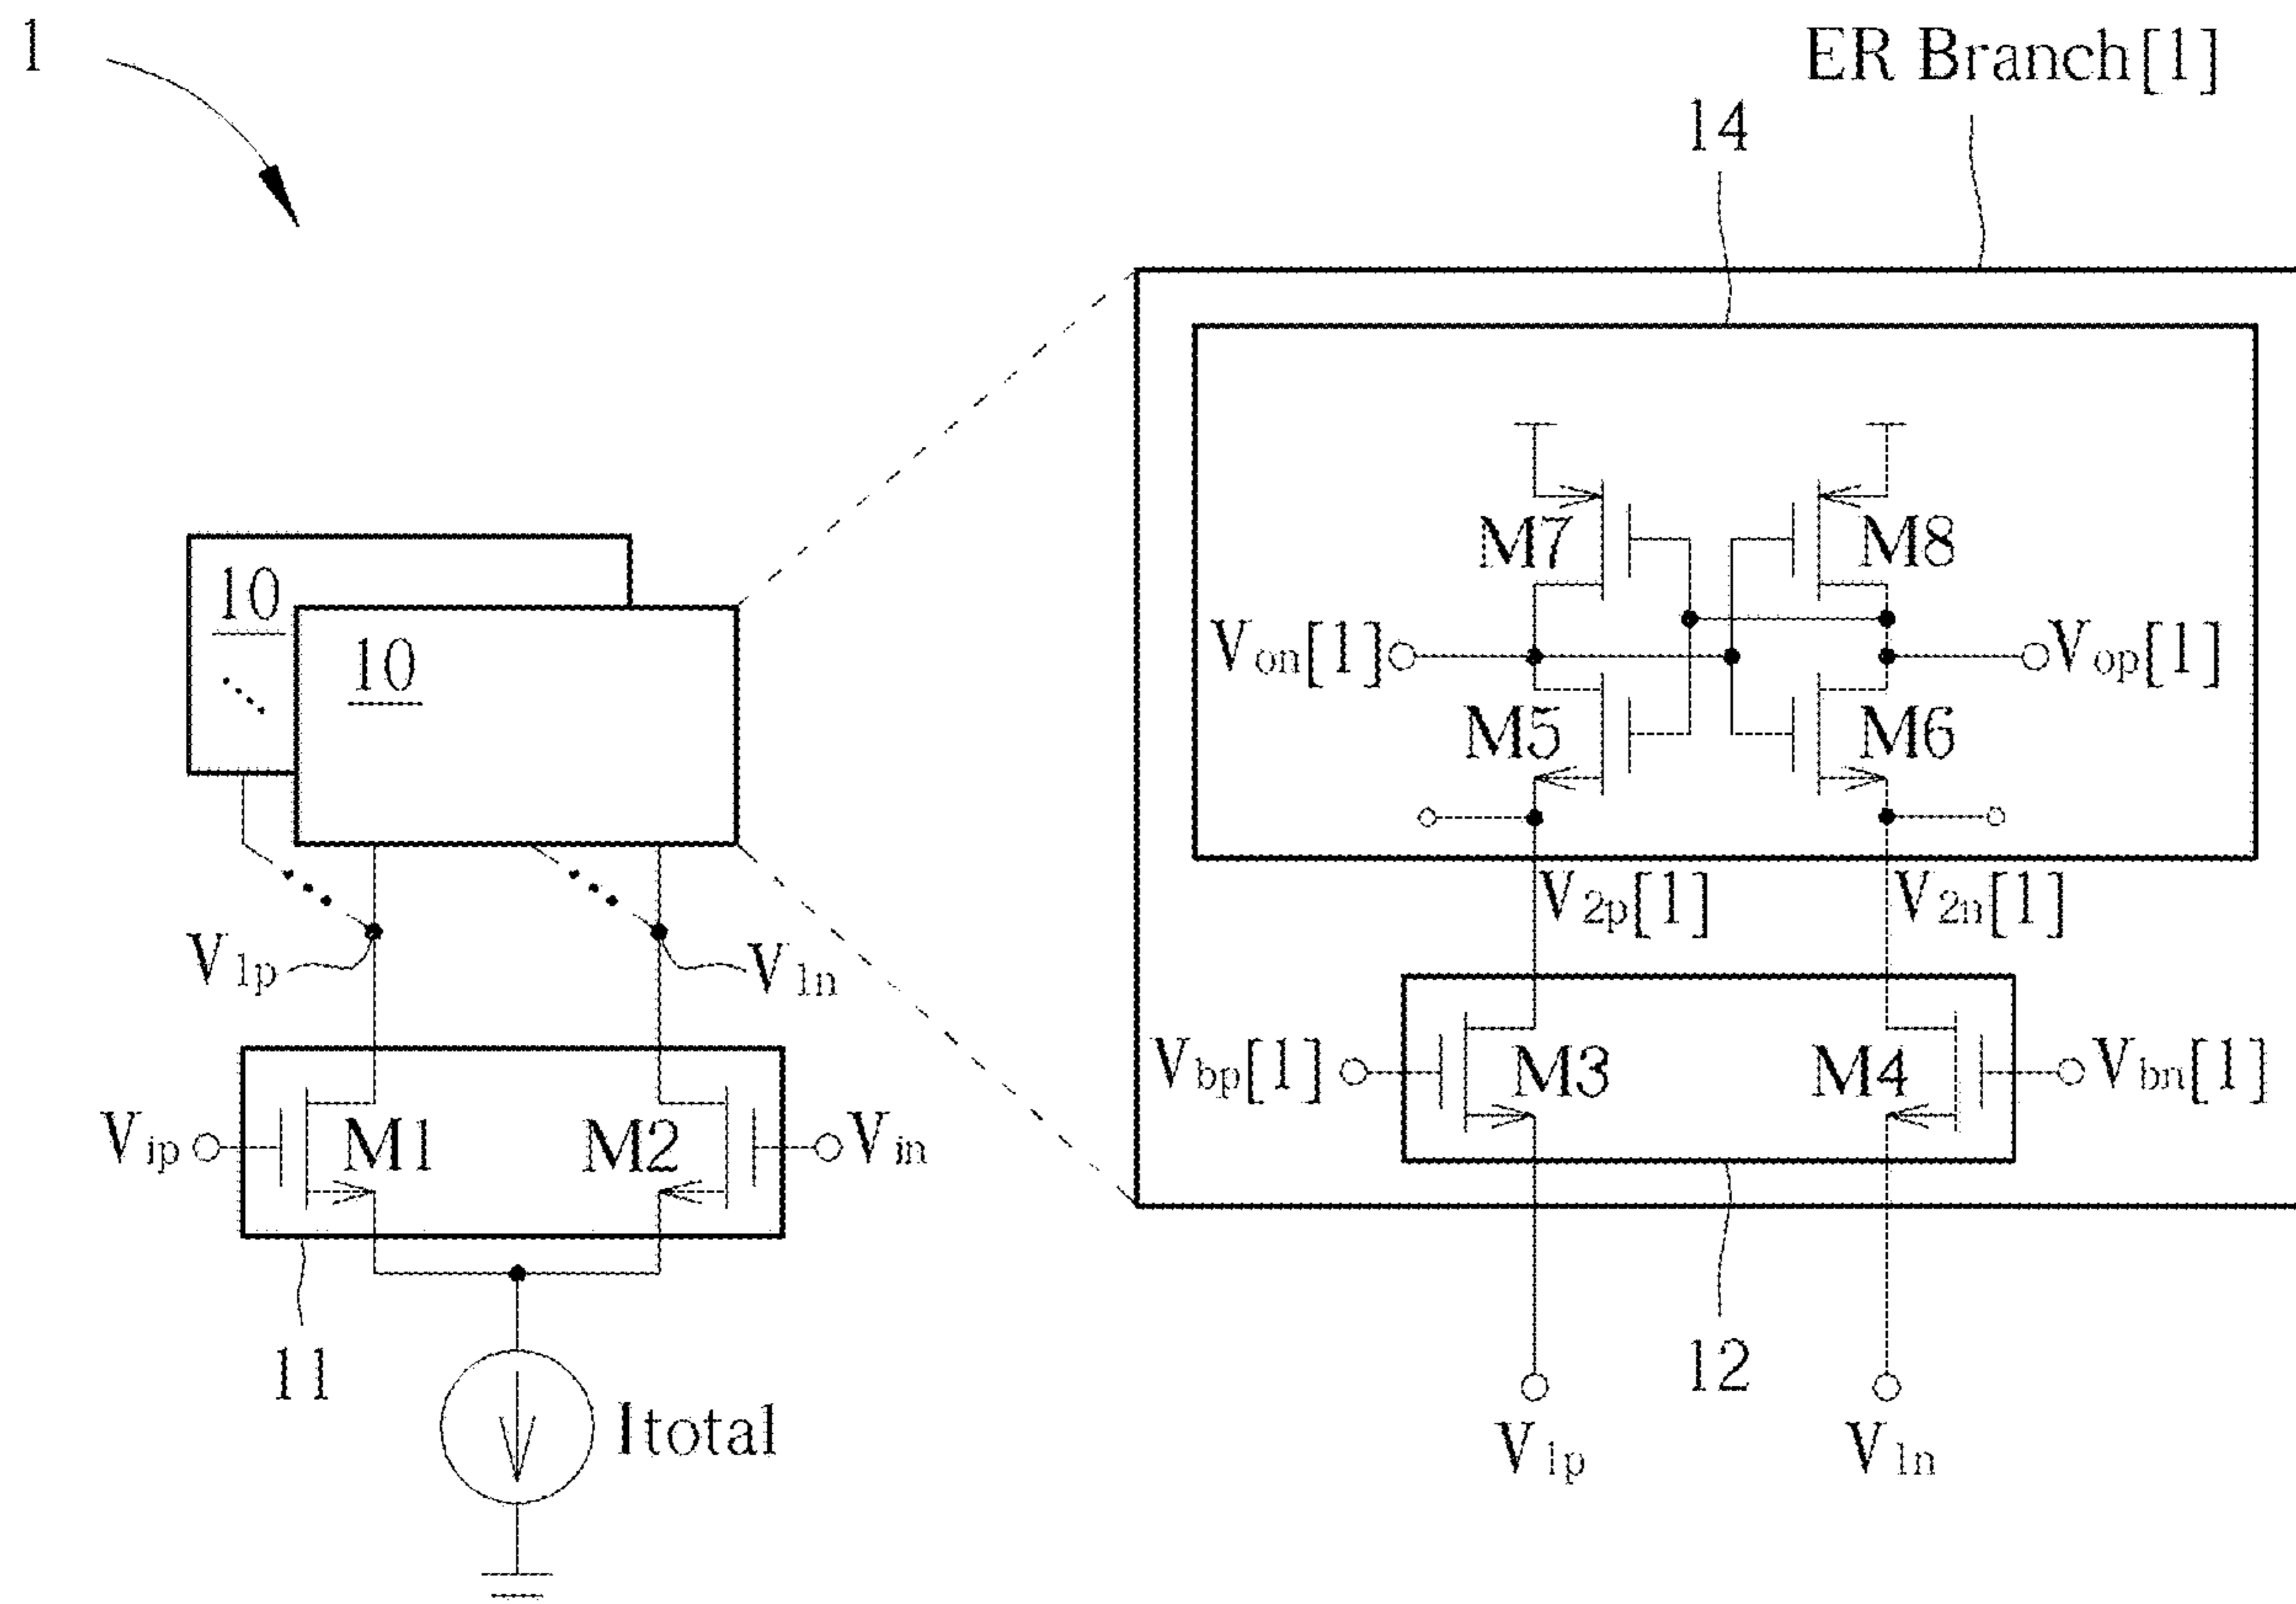 1
ER Branch[1]
14
M7 M8
10
Von[1] Vop[1]
10
M5 M6
V2p[1] V2n[1]
V1p V1n
Vbp[1] M3 M4 Vbn[1]
Vip M1 M2 Vin
11 12
Itotal
V1p V1n